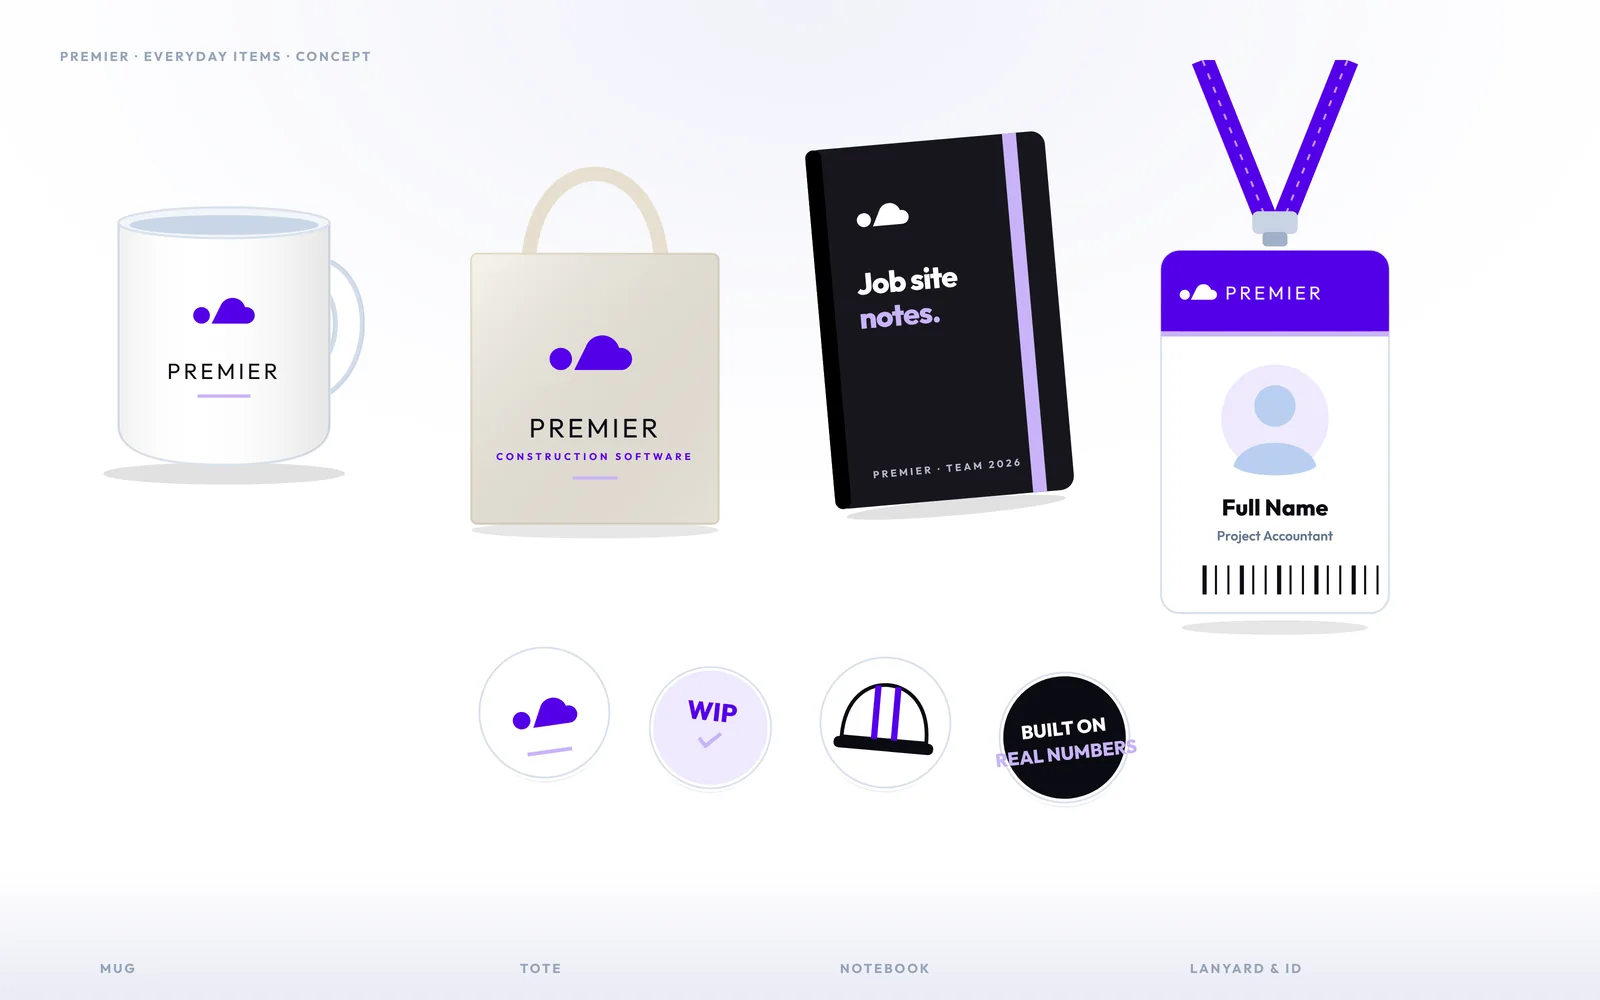 PREMIER · EVERYDAY ITEMS · CONCEPT
PREMIER
PREMIER
CONSTRUCTION SOFTWARE
Job site
notes.
PREMIER · TEAM 2026
PREMIER
Full Name
Project Accountant
WIP
BUILT ON
REAL NUMBERS
MUG
TOTE
NOTEBOOK
LANYARD & ID